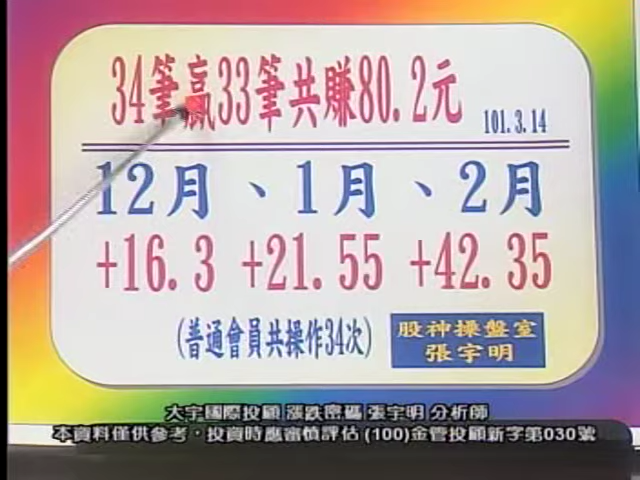 34筆贏33筆共賺80.2元
101.3.14
12月、1月、2月
+16.3 +21.55 +42.35
(普通會員共操作34次)
股神操盤室
張宇明
大宇國際投顧 漲跌密碼 張宇明 分析師
本資料僅供參考，投資時應審慎評估 (100)金管投顧新字第030號